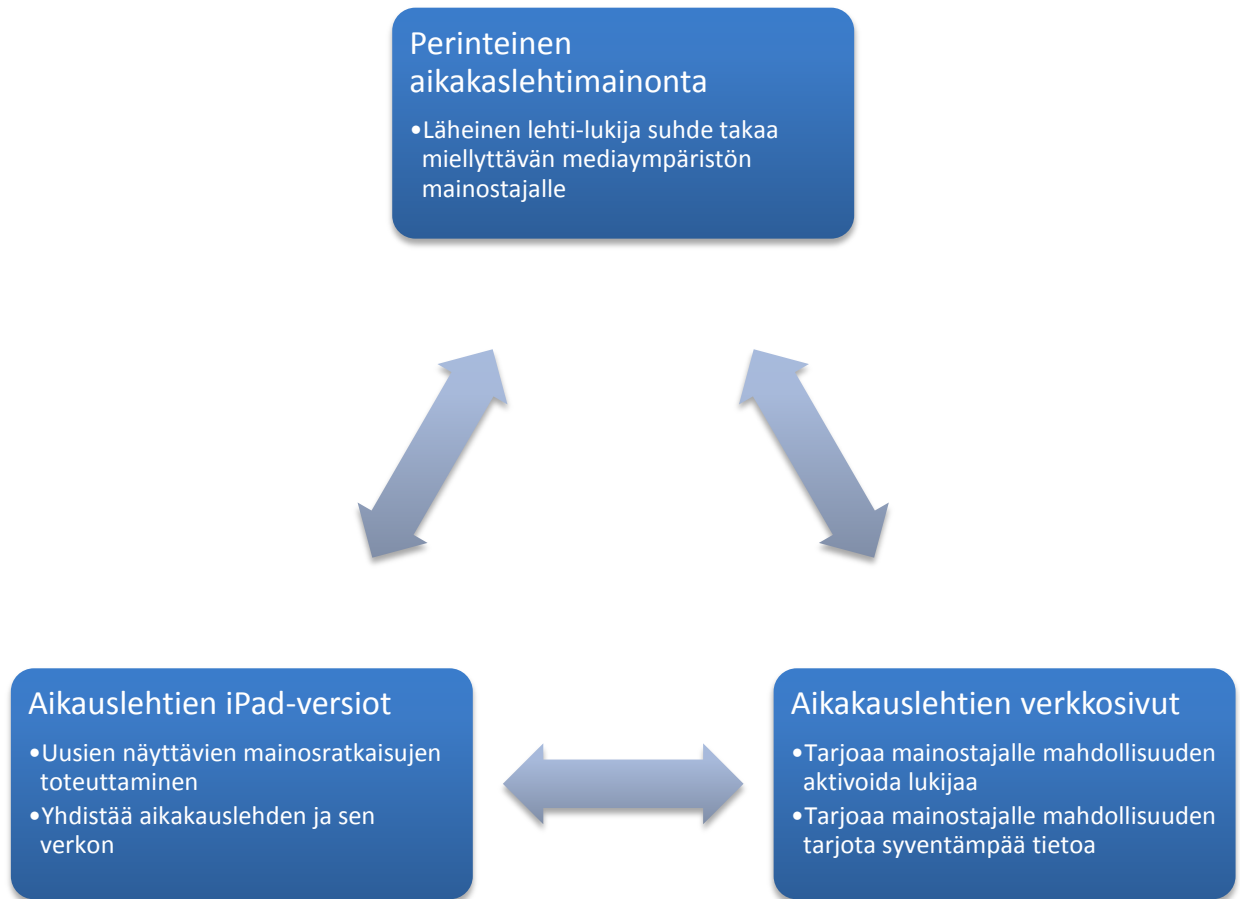 Perinteinen
aikakaslehtimainonta
•Läheinen lehti-lukija suhde takaa
miellyttävän mediaympäristön
mainostajalle
Aikauslehtien iPad-versiot
•Uusien näyttävien mainosratkaisujen
toteuttaminen
•Yhdistää aikakauslehden ja sen
verkon
Aikakauslehtien verkkosivut
•Tarjoaa mainostajalle mahdollisuuden
aktivoida lukijaa
•Tarjoaa mainostajalle mahdollisuuden
tarjota syventämpää tietoa